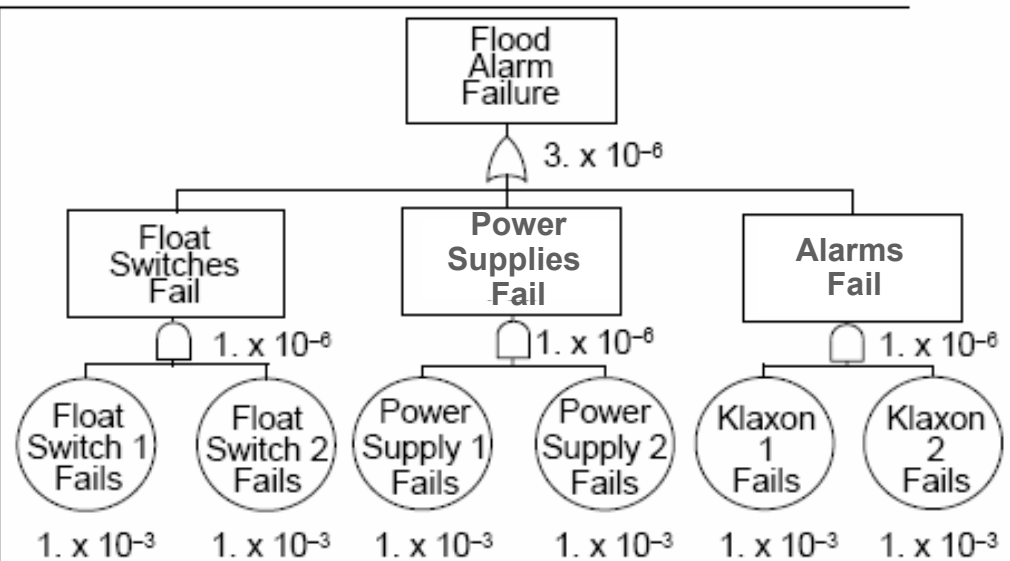 Flood
Alarm
Failure
3. x 10⁻⁶
Float
Switches
Fail
Power
Supplies
Fail
Alarms
Fail
1. x 10⁻⁶
1. x 10⁻⁶
1. x 10⁻⁶
Float
Switch 1
Fails
Float
Switch 2
Fails
Power
Supply 1
Fails
Power
Supply 2
Fails
Klaxon
1
Fails
Klaxon
2
Fails
1. x 10⁻³
1. x 10⁻³
1. x 10⁻³
1. x 10⁻³
1. x 10⁻³
1. x 10⁻³